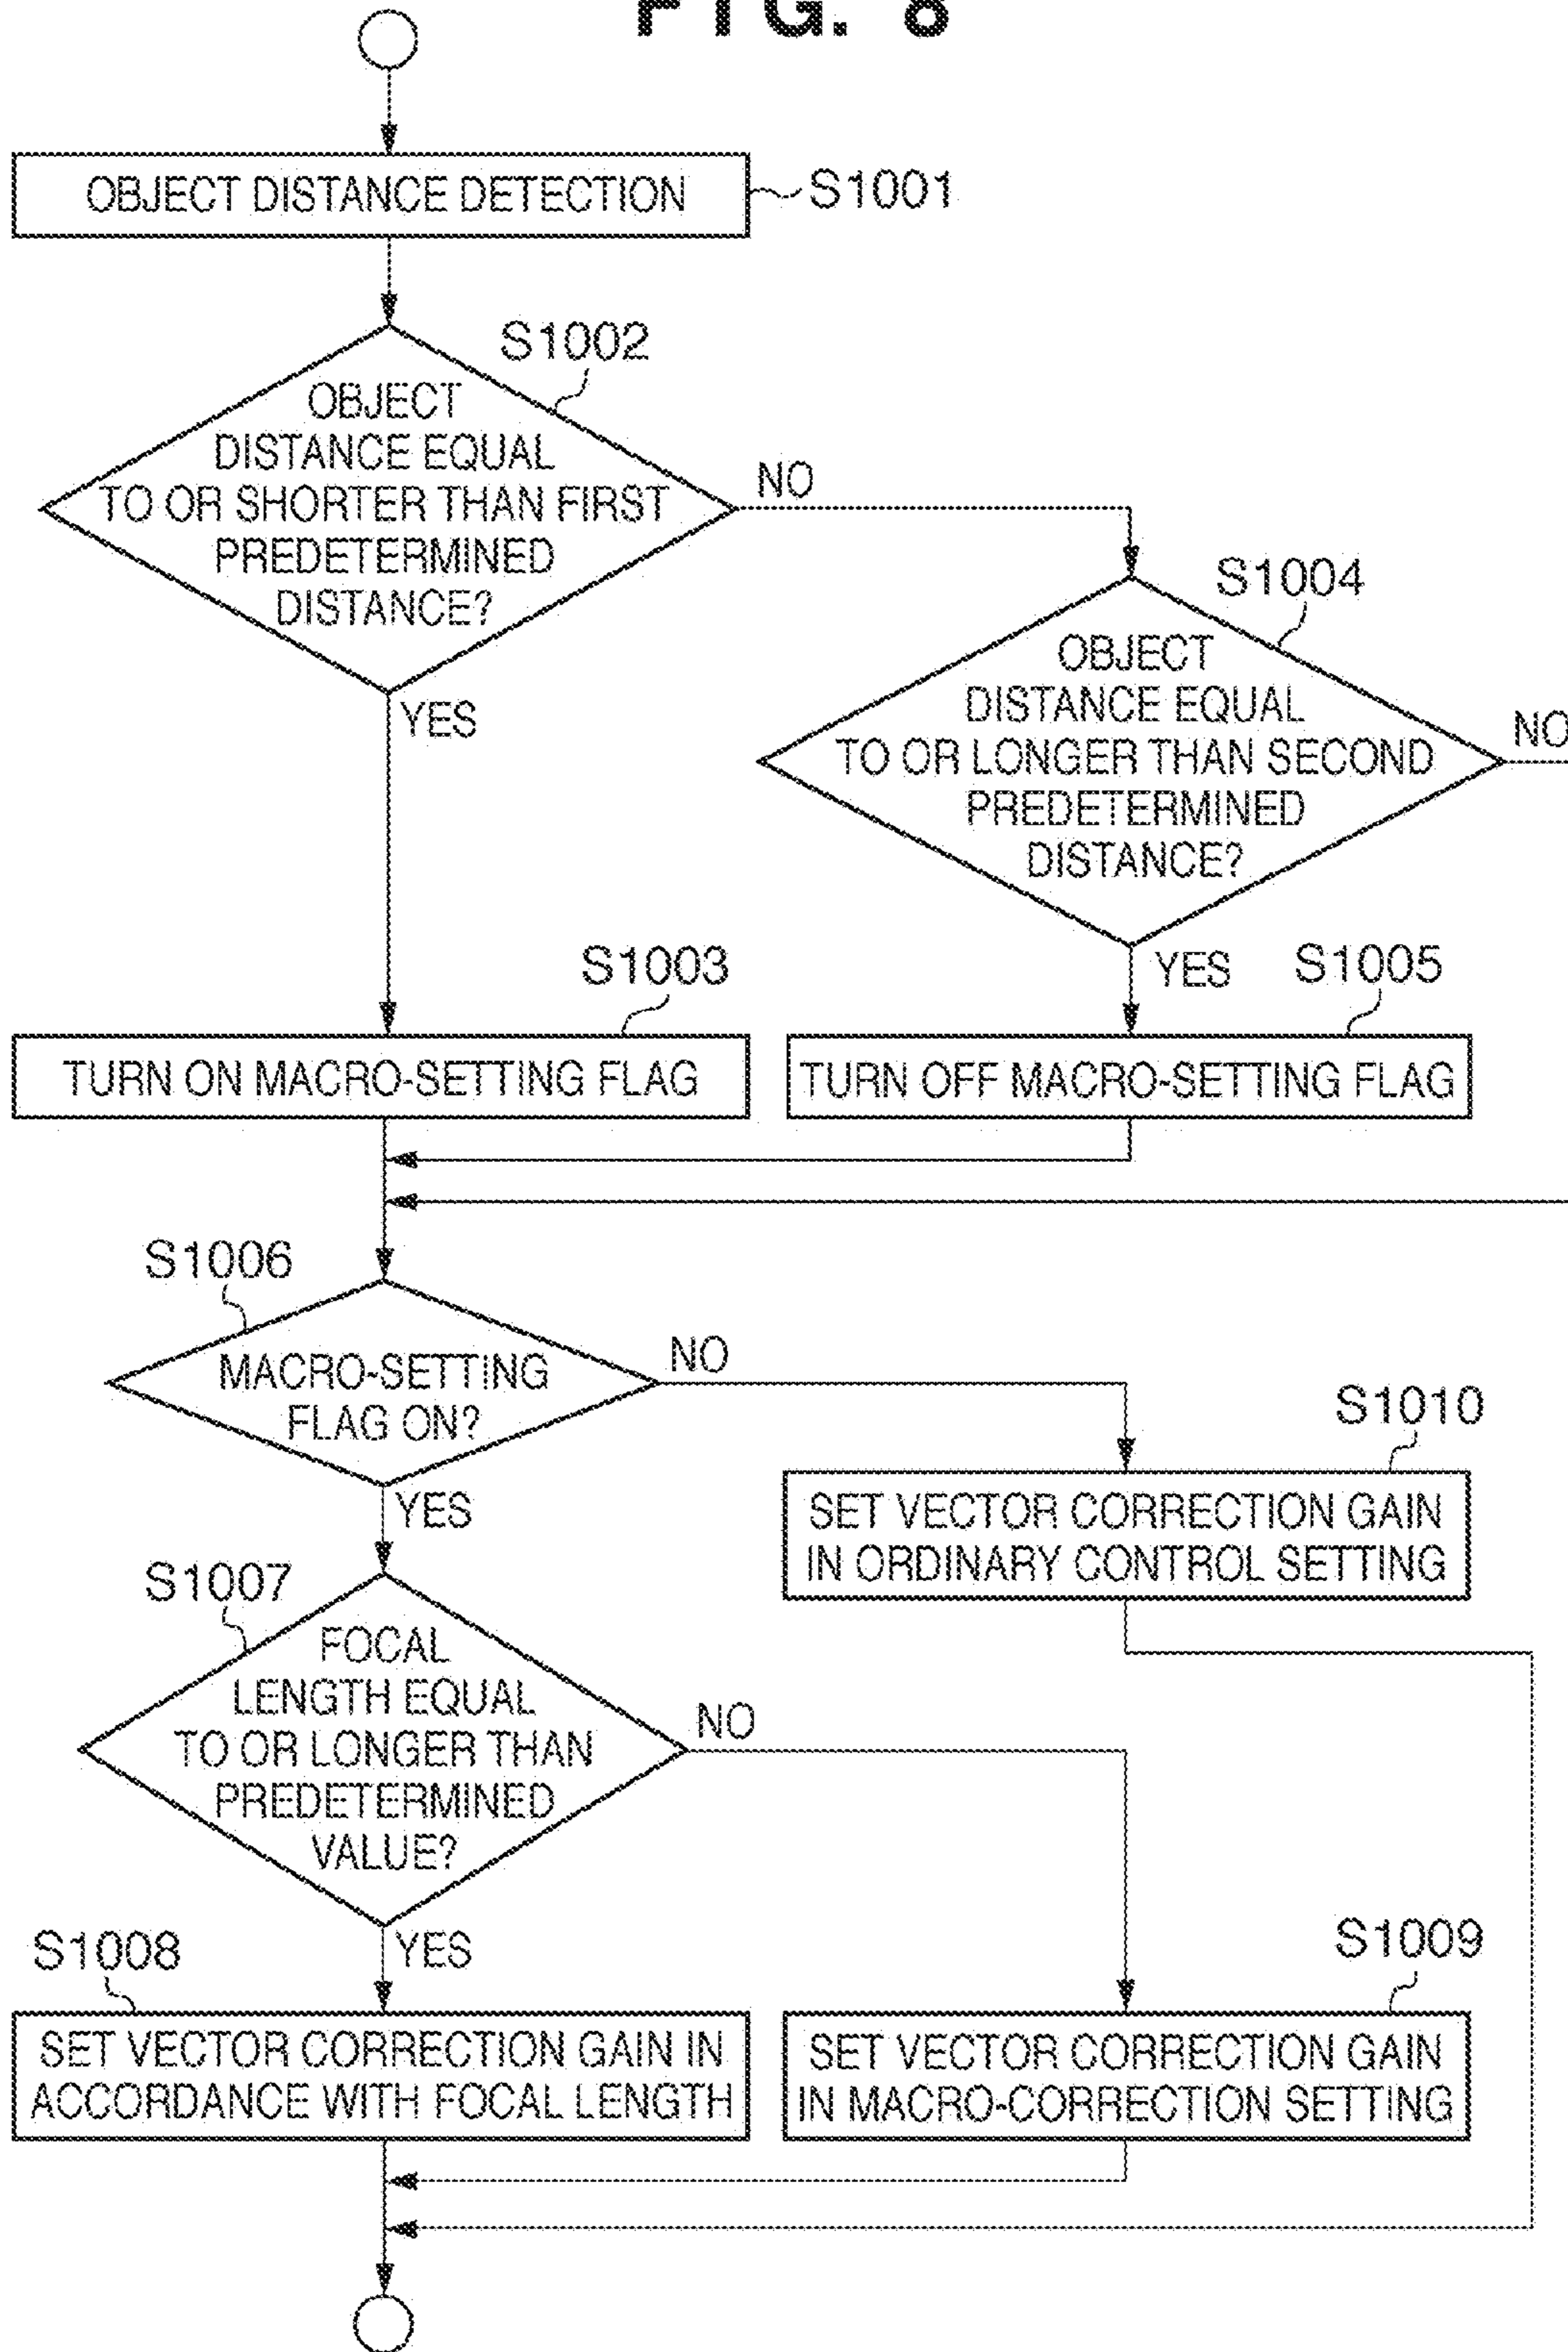 FIG. 8
OBJECT DISTANCE DETECTION
S1001
S1002
OBJECT
DISTANCE EQUAL
TO OR SHORTER THAN FIRST
PREDETERMINED
DISTANCE?
NO
YES
S1004
OBJECT
DISTANCE EQUAL
TO OR LONGER THAN SECOND
PREDETERMINED
DISTANCE?
NO
YES
S1003
TURN ON MACRO-SETTING FLAG
S1005
TURN OFF MACRO-SETTING FLAG
S1006
MACRO-SETTING
FLAG ON?
NO
YES
S1010
SET VECTOR CORRECTION GAIN
IN ORDINARY CONTROL SETTING
S1007
FOCAL
LENGTH EQUAL
TO OR LONGER THAN
PREDETERMINED
VALUE?
NO
YES
S1008
SET VECTOR CORRECTION GAIN IN
ACCORDANCE WITH FOCAL LENGTH
S1009
SET VECTOR CORRECTION GAIN
IN MACRO-CORRECTION SETTING